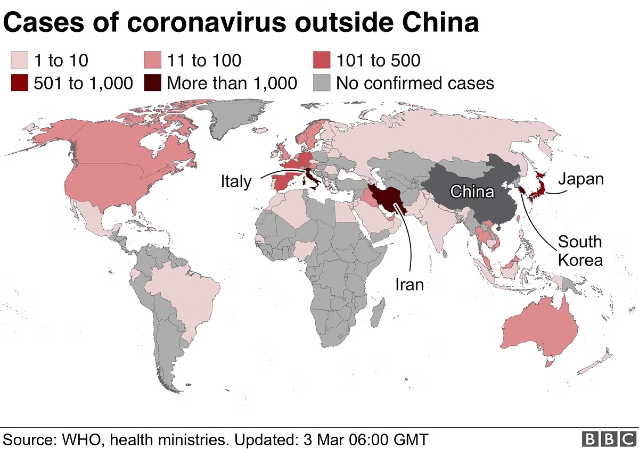 Cases of coronavirus outside China
1 to 10
11 to 100
101 to 500
501 to 1,000
More than 1,000
No confirmed cases
Italy
China
Japan
South
Korea
Iran
Source: WHO, health ministries. Updated: 3 Mar 06:00 GMT
BBC